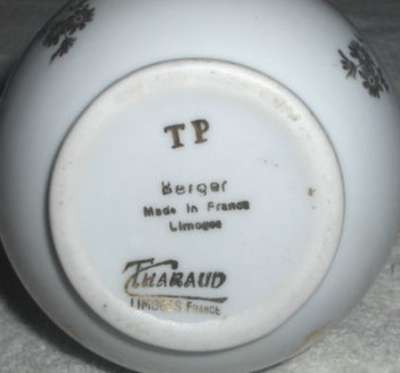 TP
Berger
Made in France
Limoges
THARAUD
LIMOGES FRANCE